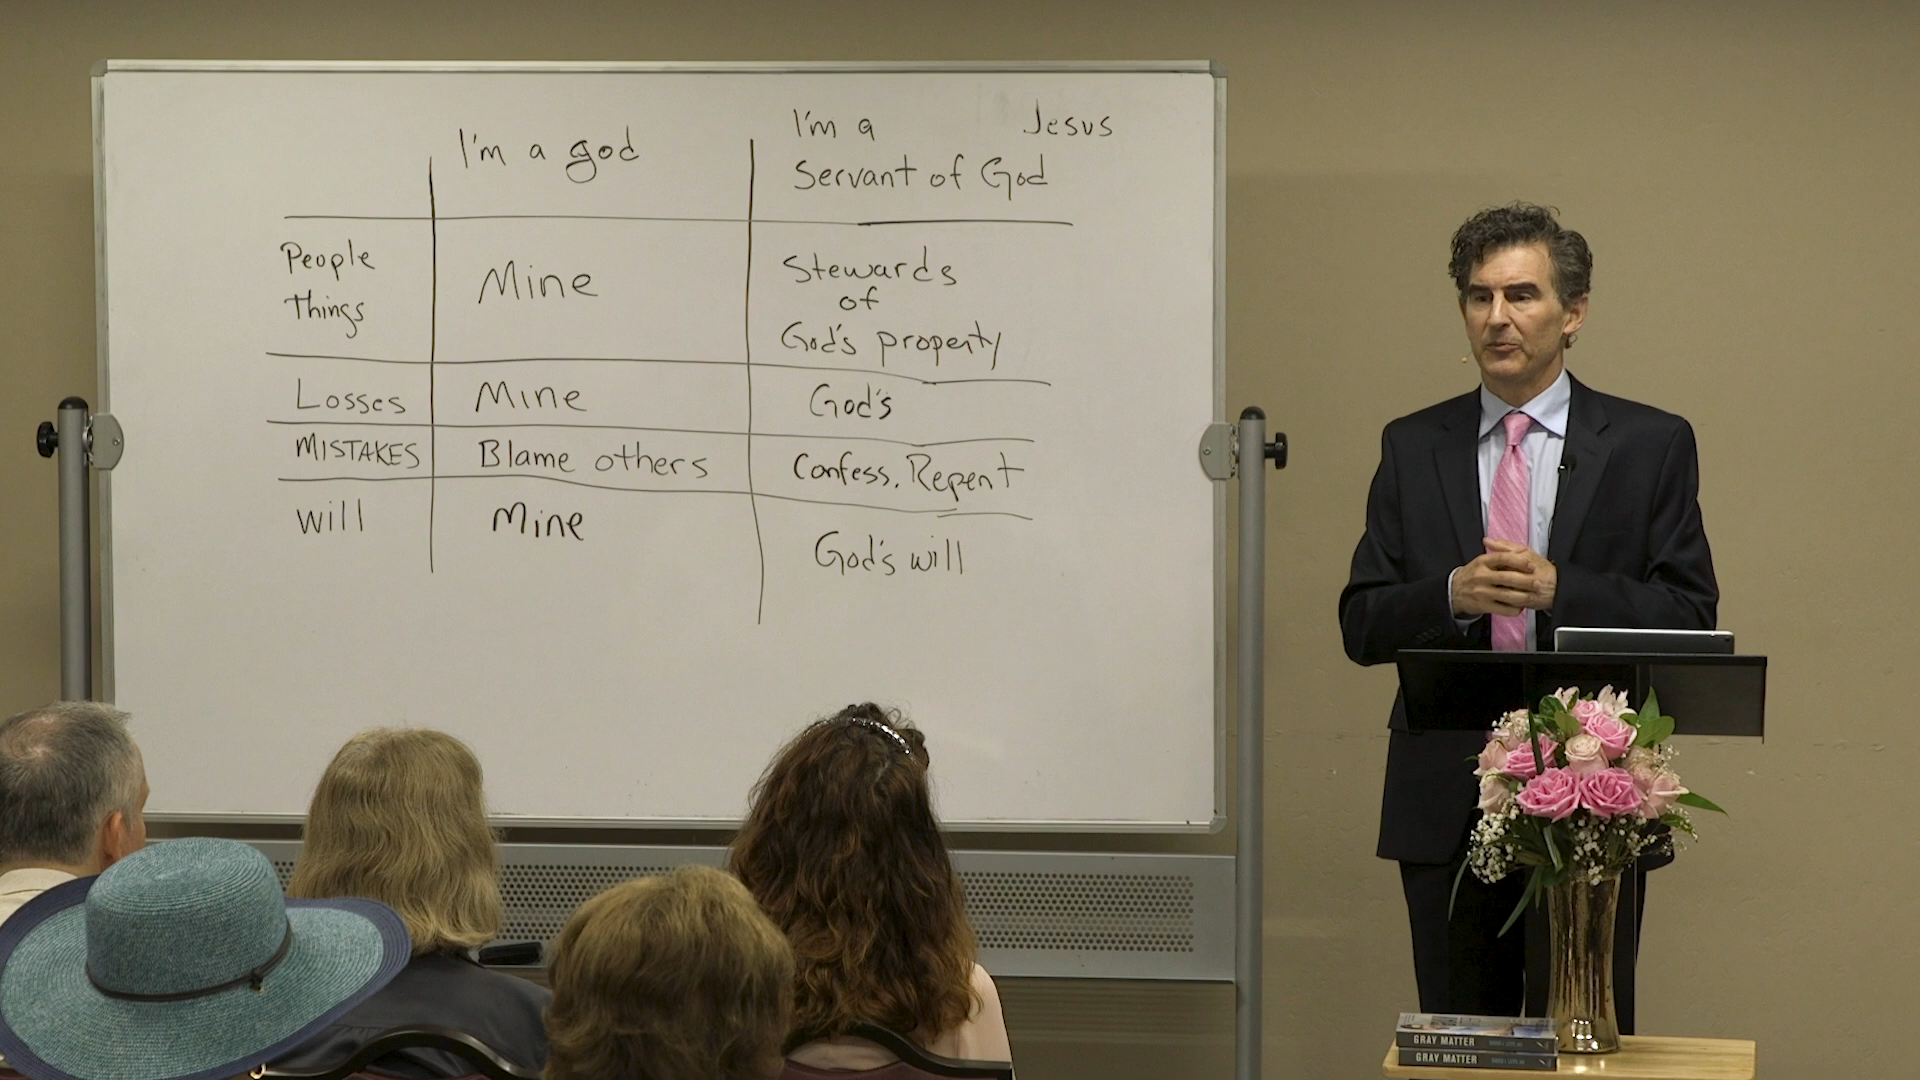 I'm a god
I'm a Jesus
Servant of God
People
Things
Mine
Stewards
of
God's property
Losses
Mine
God's
MISTAKES
Blame others
Confess, Repent
Will
Mine
God's will
GRAY MATTER
GRAY MATTER